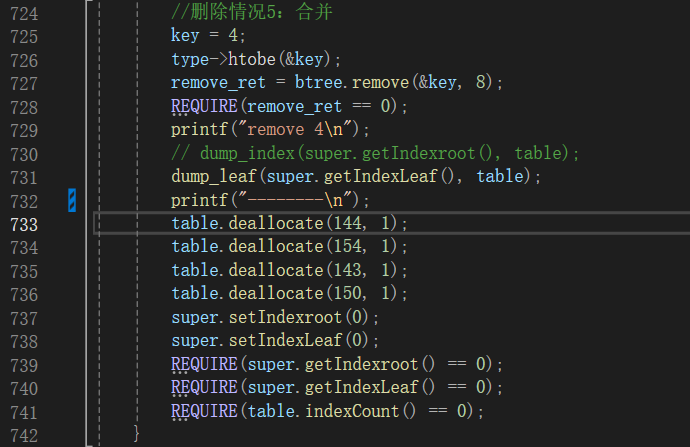 724 //删除情况5：合并
725 key = 4;
726 type->htobe(&key);
727 remove_ret = btree.remove(&key, 8);
728 REQUIRE(remove_ret == 0);
729 printf("remove 4\n");
730 // dump_index(super.getIndexroot(), table);
731 dump_leaf(super.getIndexLeaf(), table);
732 printf("--------\n");
733 table.deallocate(144, 1);
734 table.deallocate(154, 1);
735 table.deallocate(143, 1);
736 table.deallocate(150, 1);
737 super.setIndexroot(0);
738 super.setIndexLeaf(0);
739 REQUIRE(super.getIndexroot() == 0);
740 REQUIRE(super.getIndexLeaf() == 0);
741 REQUIRE(table.indexCount() == 0);
742 }